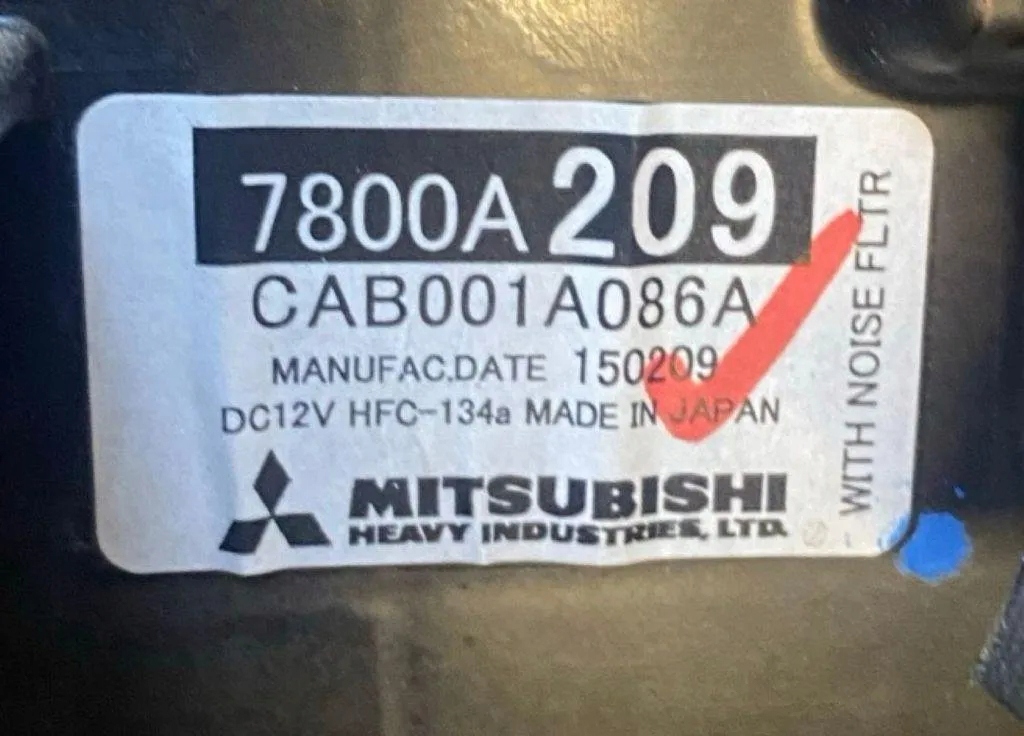 7800A209
CAB001A086A
MANUFAC.DATE 150209
DC12V HFC-134a MADE IN JAPAN
MITSUBISHI
HEAVY INDUSTRIES, LTD.
WITH NOISE FLTR